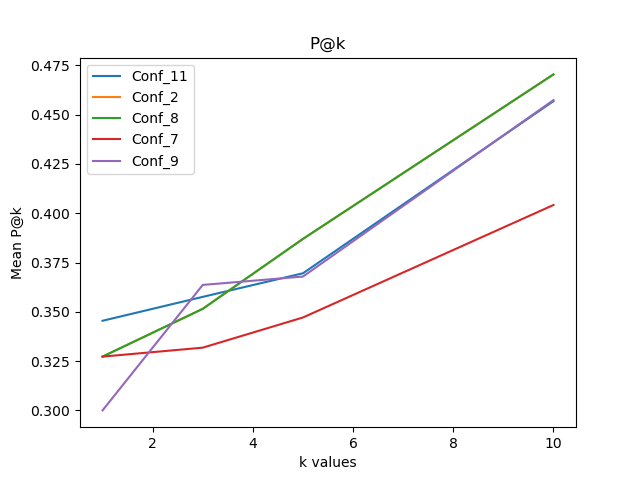 P@k
Conf_11
Conf_2
Conf_8
Conf_7
Conf_9
Mean P@k
0.475
0.450
0.425
0.400
0.375
0.350
0.325
0.300
2 4 6 8 10
k values